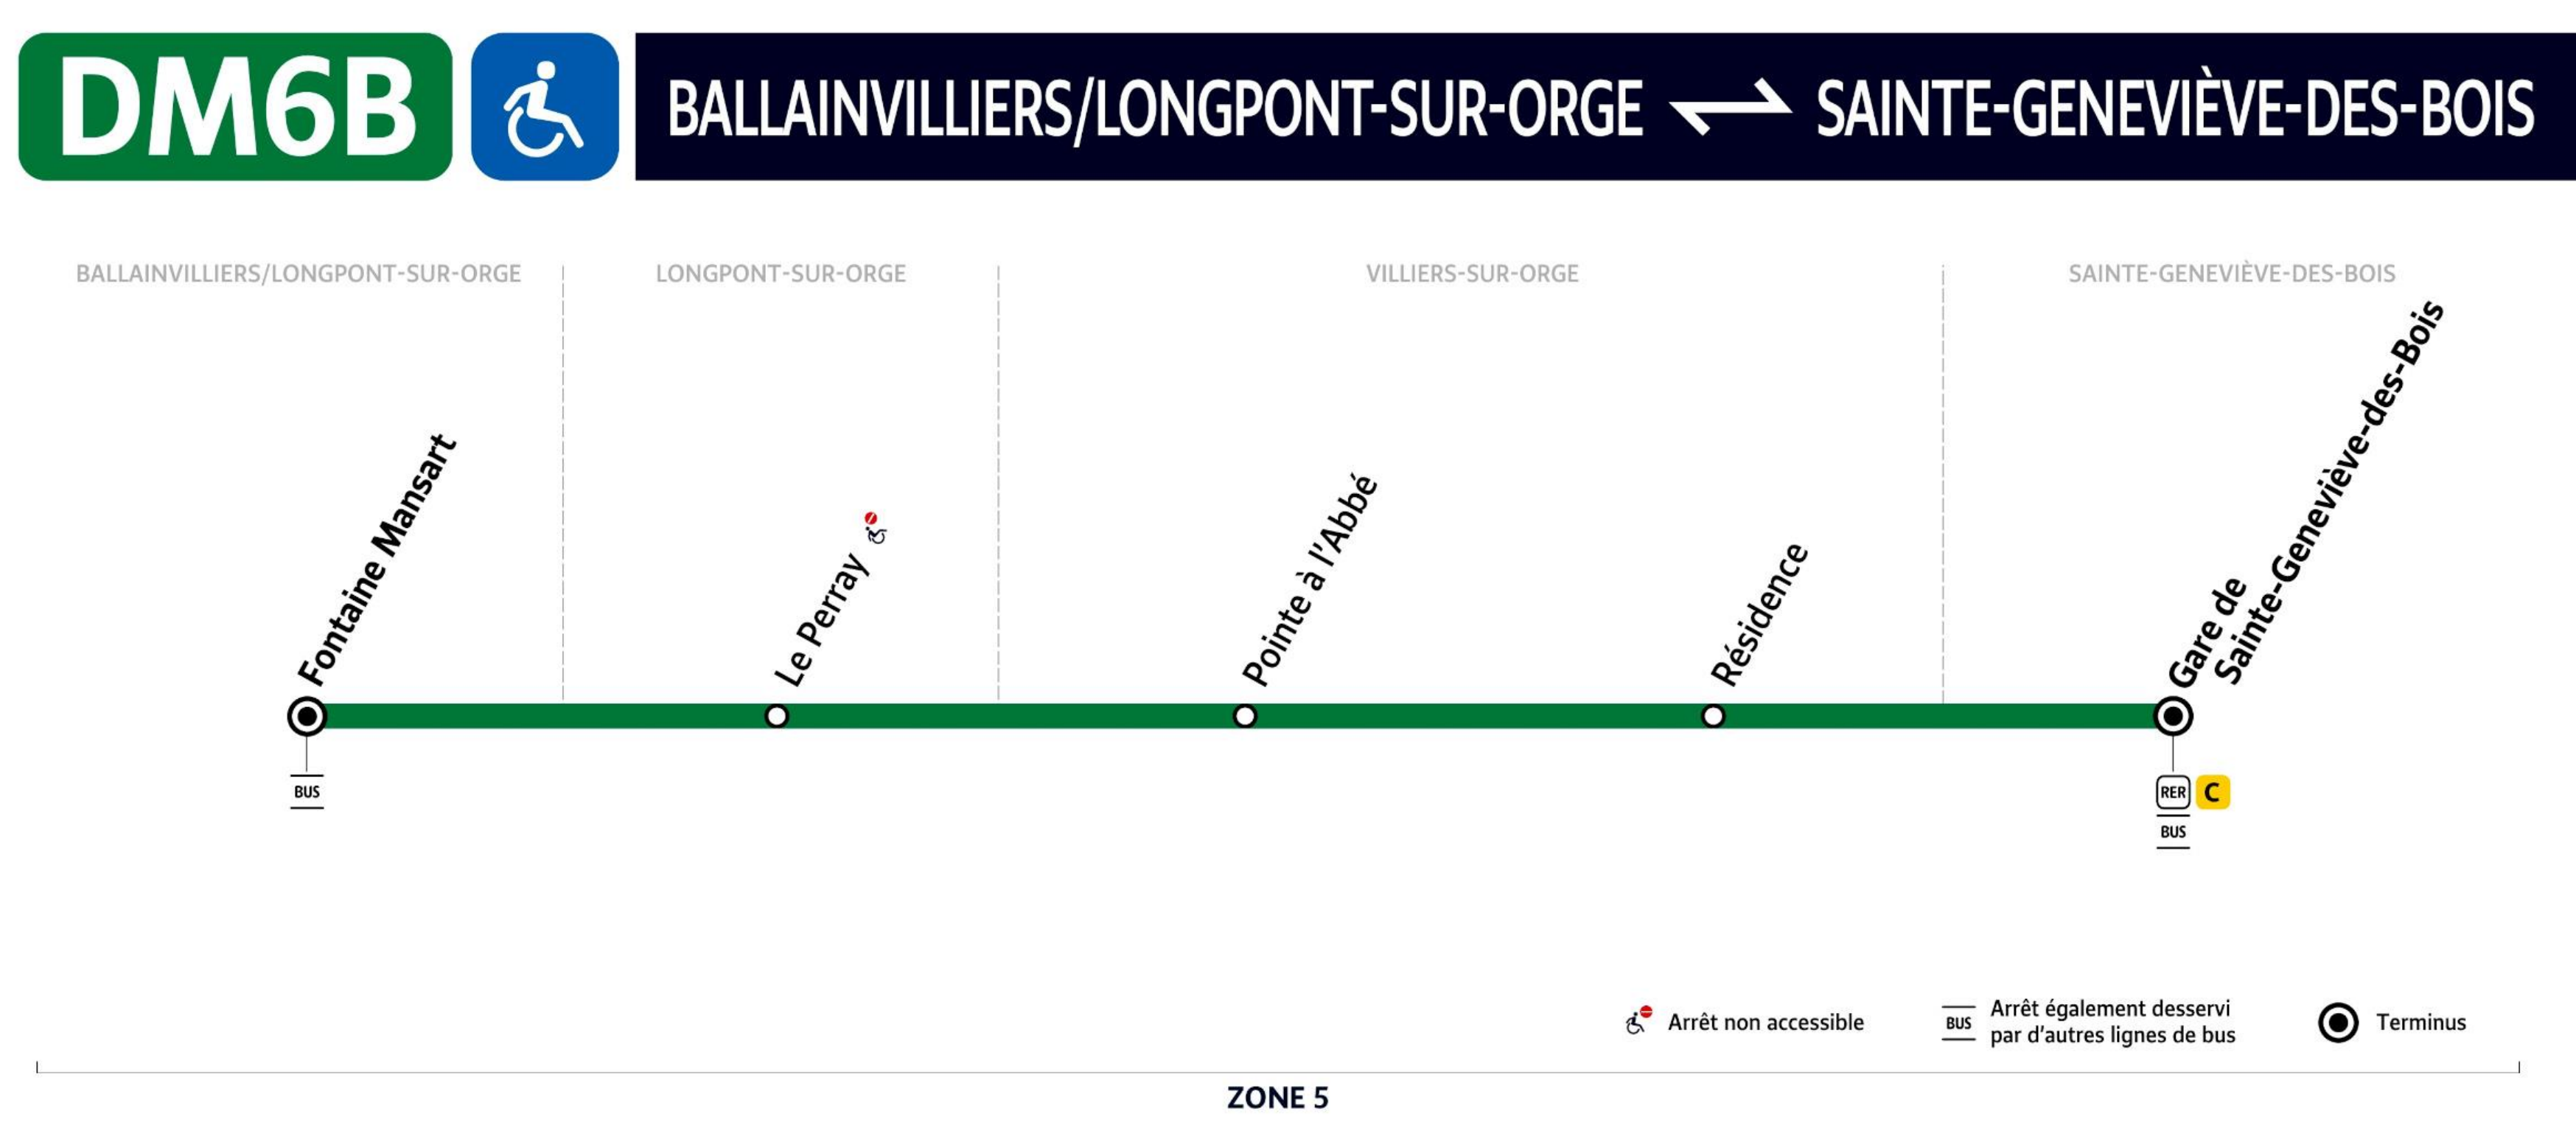 DM6B
BALLAINVILLIERS/LONGPONT-SUR-ORGE
SAINTE-GENEVIÈVE-DES-BOIS
BALLAINVILLIERS/LONGPONT-SUR-ORGE
LONGPONT-SUR-ORGE
VILLIERS-SUR-ORGE
SAINTE-GENEVIÈVE-DES-BOIS
Fontaine Mansart
Le Perray
Pointe à l'Abbé
Résidence
Gare de
Sainte-Geneviève-des-Bois
BUS
RER C
BUS
Arrêt non accessible
BUS
Arrêt également desservi
par d'autres lignes de bus
Terminus
ZONE 5